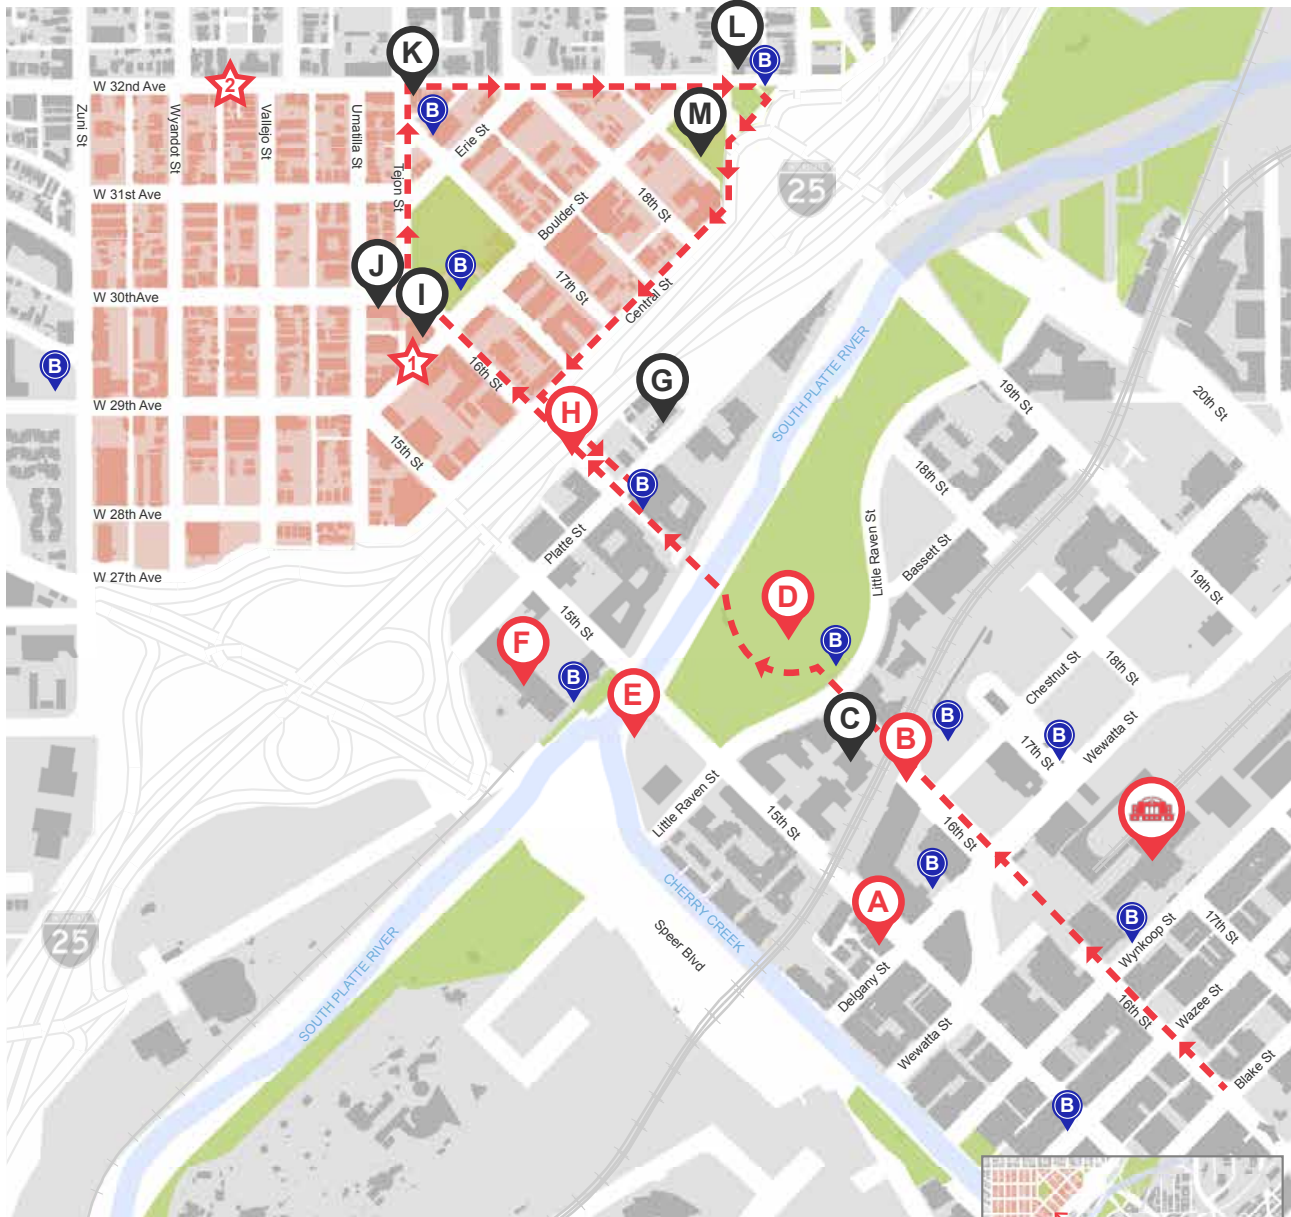 L
K
B
2
W 32nd Ave
B
M
Zuni St
Wyandot St
Vallejo St
Umatilla St
Tejon St
Erie St
25
W 31st Ave
18th St
Boulder St
J
B
I
17th St
W 30thAve
Central St
SOUTH PLATTE RIVER
1
B
16th St
G
19th St
20th St
W 29th Ave
H
15th St
18th St
B
W 28th Ave
Platte St
Little Raven St
Bassett St
W 27th Ave
19th St
D
15th St
F
B
B
E
Chestnut St
18th St
C
B
B
B
17th St
Wewatta St
Little Raven St
15th St
16th St
B
A
CHERRY CREEK
B
Wynkoop St
17th St
25
Speer Blvd
SOUTH PLATTE RIVER
Delgany St
16th St
Wazee St
Wewatta St
Blake St
B